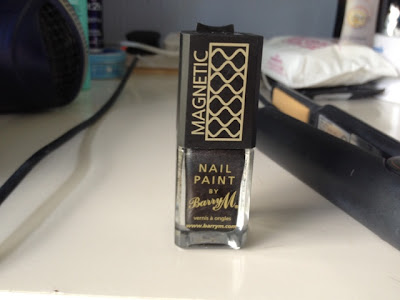 MAGNETIC
NAIL
PAINT
BY
Barry M.
vernis à ongles
www.barrym.com